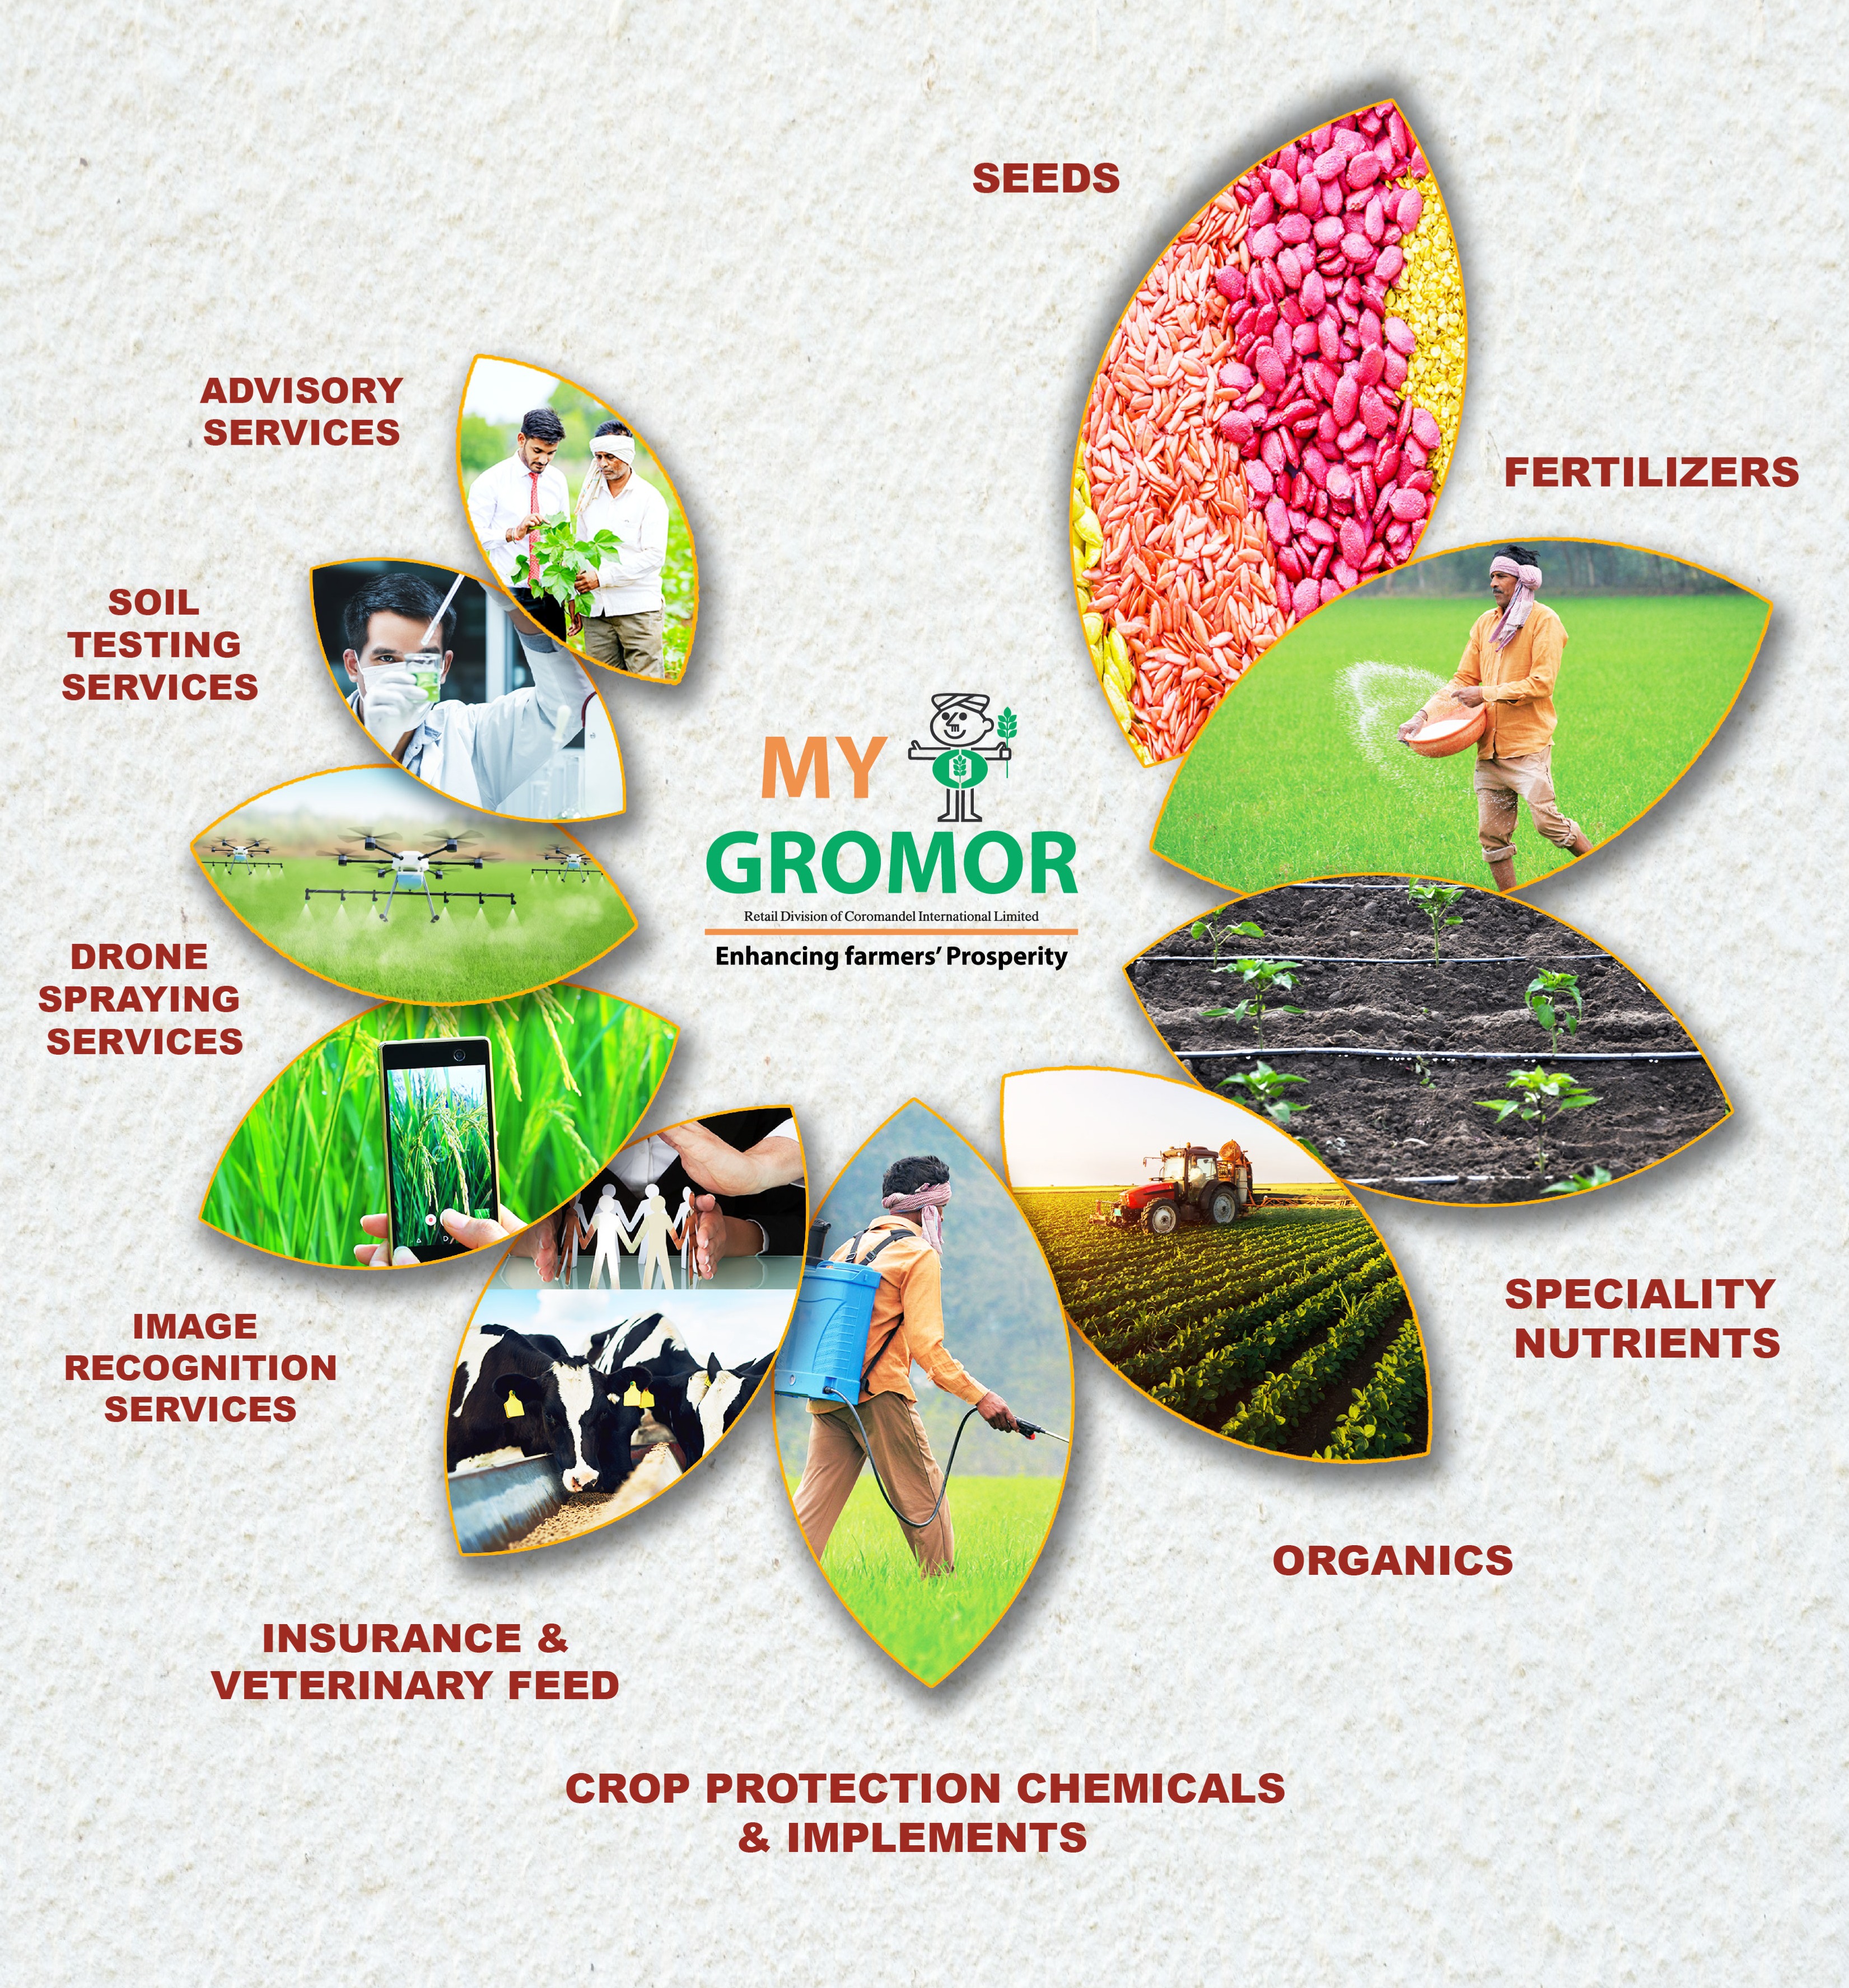 SEEDS
FERTILIZERS
SPECIALITY
NUTRIENTS
ORGANICS
CROP PROTECTION CHEMICALS
& IMPLEMENTS
INSURANCE &
VETERINARY FEED
IMAGE
RECOGNITION
SERVICES
DRONE
SPRAYING
SERVICES
SOIL
TESTING
SERVICES
ADVISORY
SERVICES
MY
GROMOR
Retail Division of Coromandel International Limited
Enhancing farmers' Prosperity